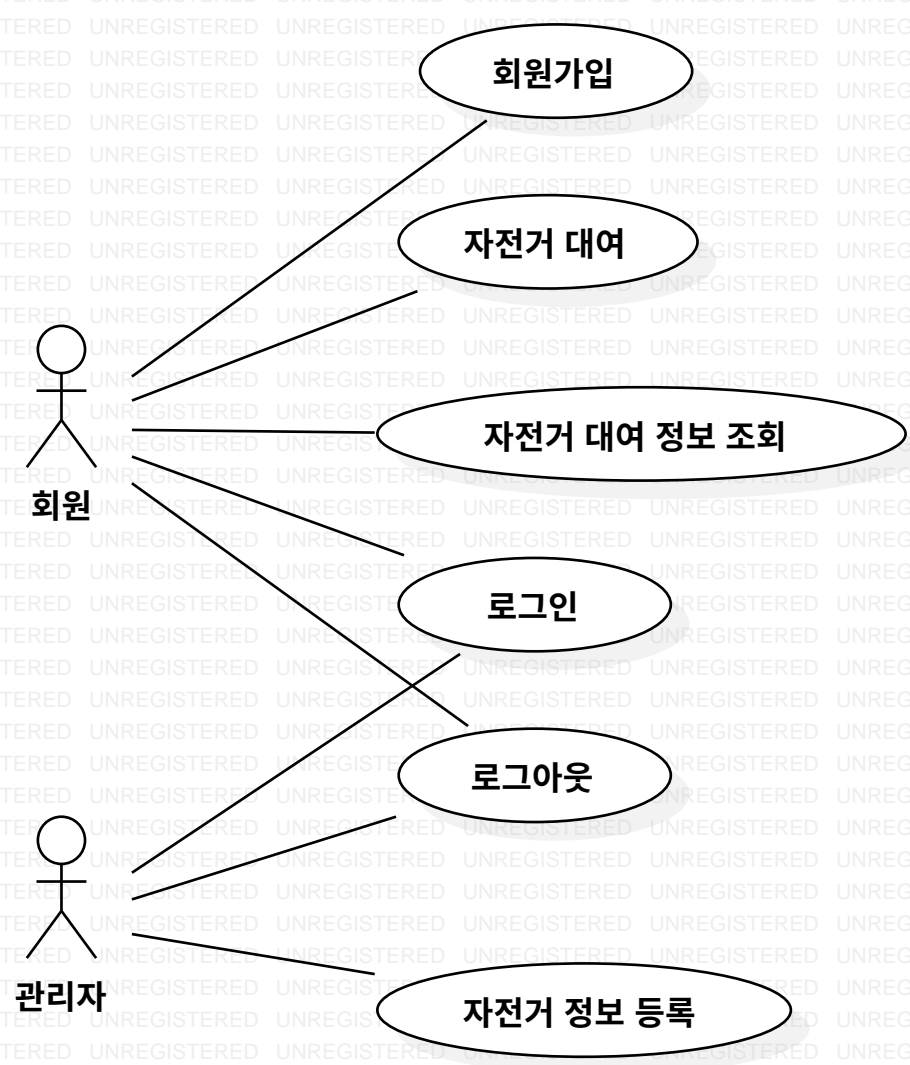 회원가입
자전거 대여
자전거 대여 정보 조회
회원
로그인
로그아웃
관리자
자전거 정보 등록
UNREGISTERED